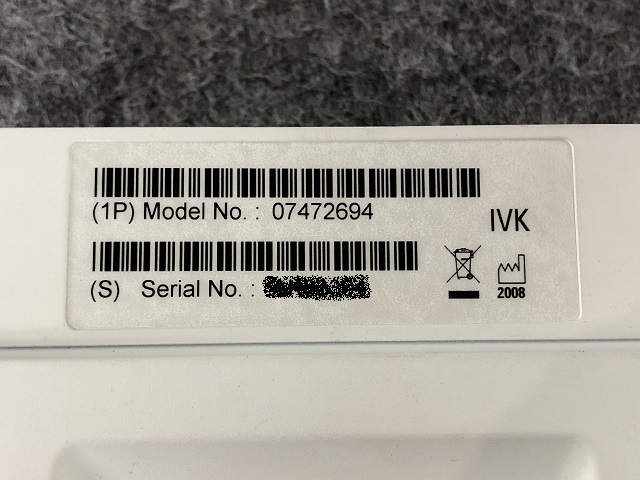 (1P) Model No. : 07472694
IVK
(S) Serial No. :
2008